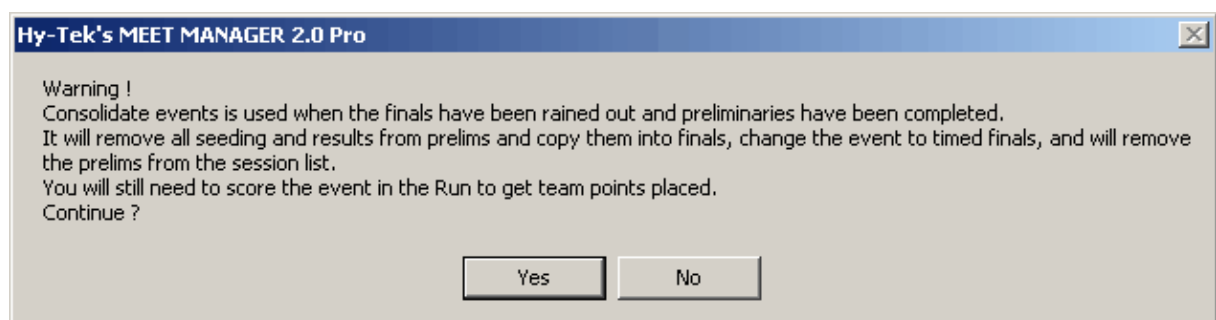 Hy-Tek's MEET MANAGER 2.0 Pro
Warning !
Consolidate events is used when the finals have been rained out and preliminaries have been completed.
It will remove all seeding and results from prelims and copy them into finals, change the event to timed finals, and will remove
the prelims from the session list.
You will still need to score the event in the Run to get team points placed.
Continue ?
Yes
No